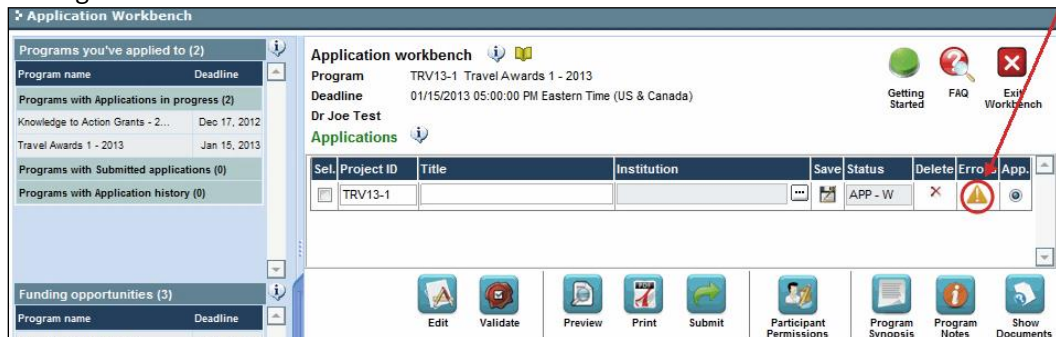 Application Workbench
Programs you've applied to (2)
Program name Deadline
Programs with Applications in progress (2)
Knowledge to Action Grants - 2... Dec 17, 2012
Travel Awards 1 - 2013 Jan 15, 2013
Programs with Submitted applications (0)
Programs with Application history (0)
Funding opportunities (3)
Program name Deadline
Application workbench
Program TRV13-1 Travel Awards 1 - 2013
Deadline 01/15/2013 05:00:00 PM Eastern Time (US & Canada)
Dr Joe Test
Applications
Getting Started
FAQ
Exit Workbench
Sel. Project ID Title Institution Save Status Delete Errors App.
TRV13-1 APP - W
Edit Validate Preview Print Submit Participant Permissions Program Synopsis Program Notes Show Documents